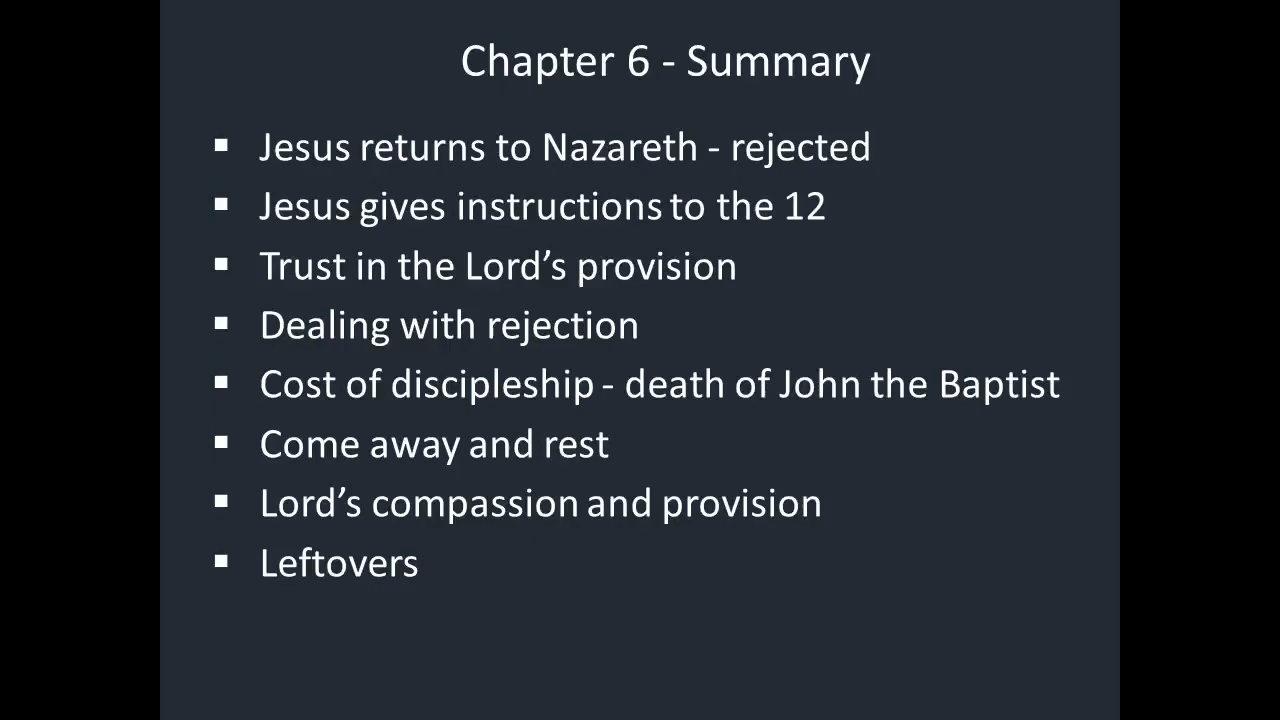 Chapter 6 - Summary
▪ Jesus returns to Nazareth - rejected
▪ Jesus gives instructions to the 12
▪ Trust in the Lord’s provision
▪ Dealing with rejection
▪ Cost of discipleship - death of John the Baptist
▪ Come away and rest
▪ Lord’s compassion and provision
▪ Leftovers